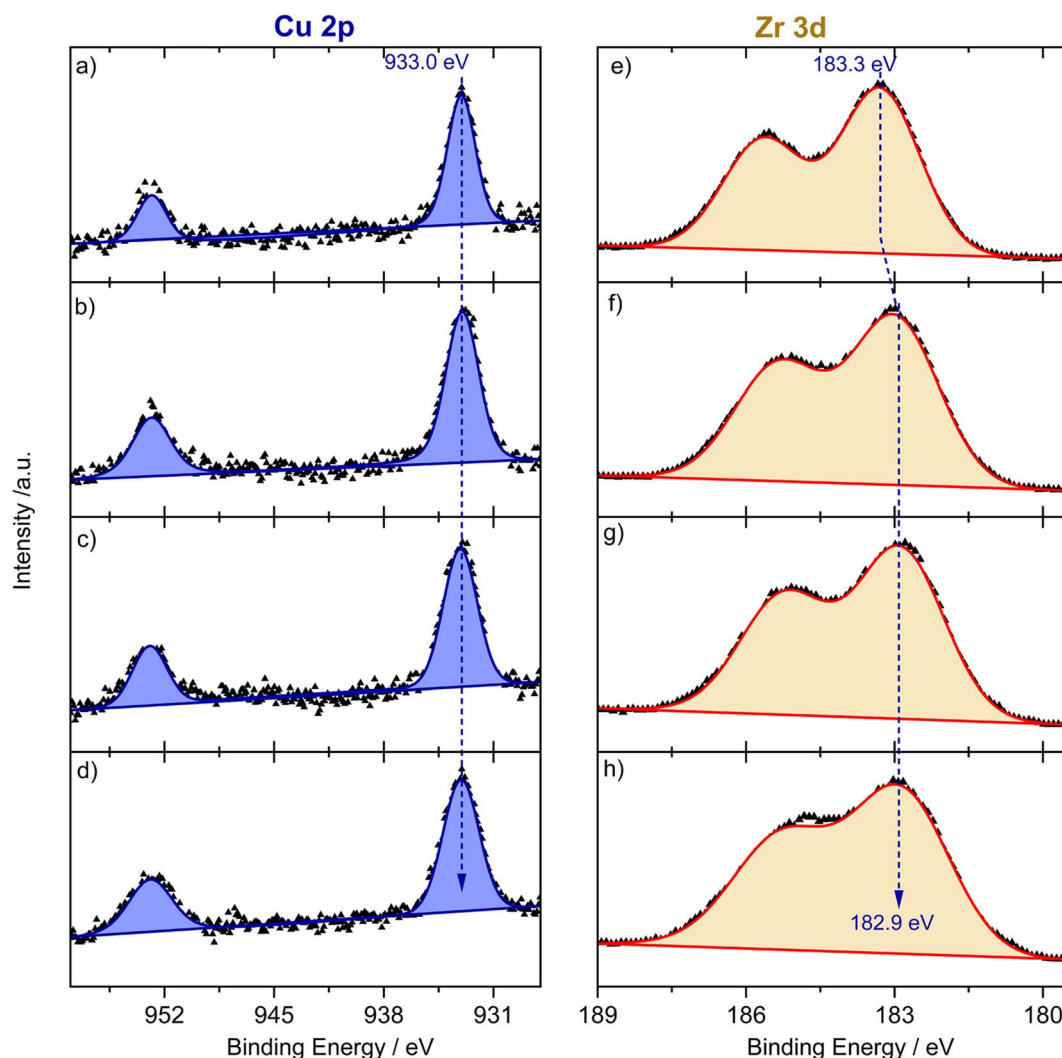 Cu 2p
Zr 3d
a)
933.0 eV
e)
183.3 eV
b)
f)
c)
g)
d)
h)
182.9 eV
Intensity /a.u.
952
945
938
931
189
186
183
180
Binding Energy / eV
Binding Energy / eV